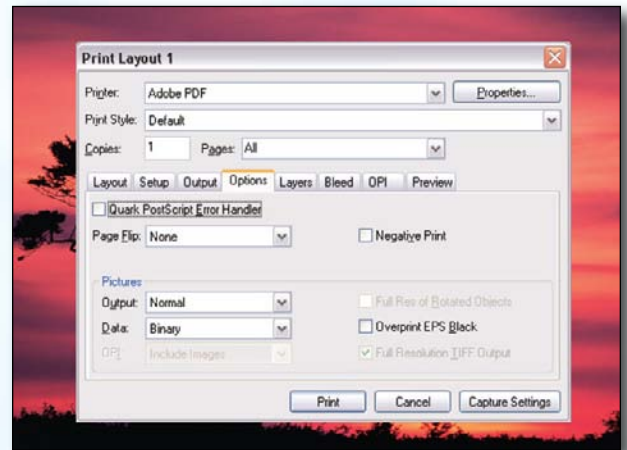 Print Layout 1
Printer: Adobe PDF Properties...
Print Style: Default
Copies: 1 Pages: All
Layout Setup Output Options Layers Bleed OPI Preview
Quark PostScript Error Handler
Page Flip: None Negative Print
Pictures
Output: Normal Full Res of Rotated Objects
Data: Binary Overprint EPS Black
OPI: Include Images Full Resolution TIFF Output
Print Cancel Capture Settings